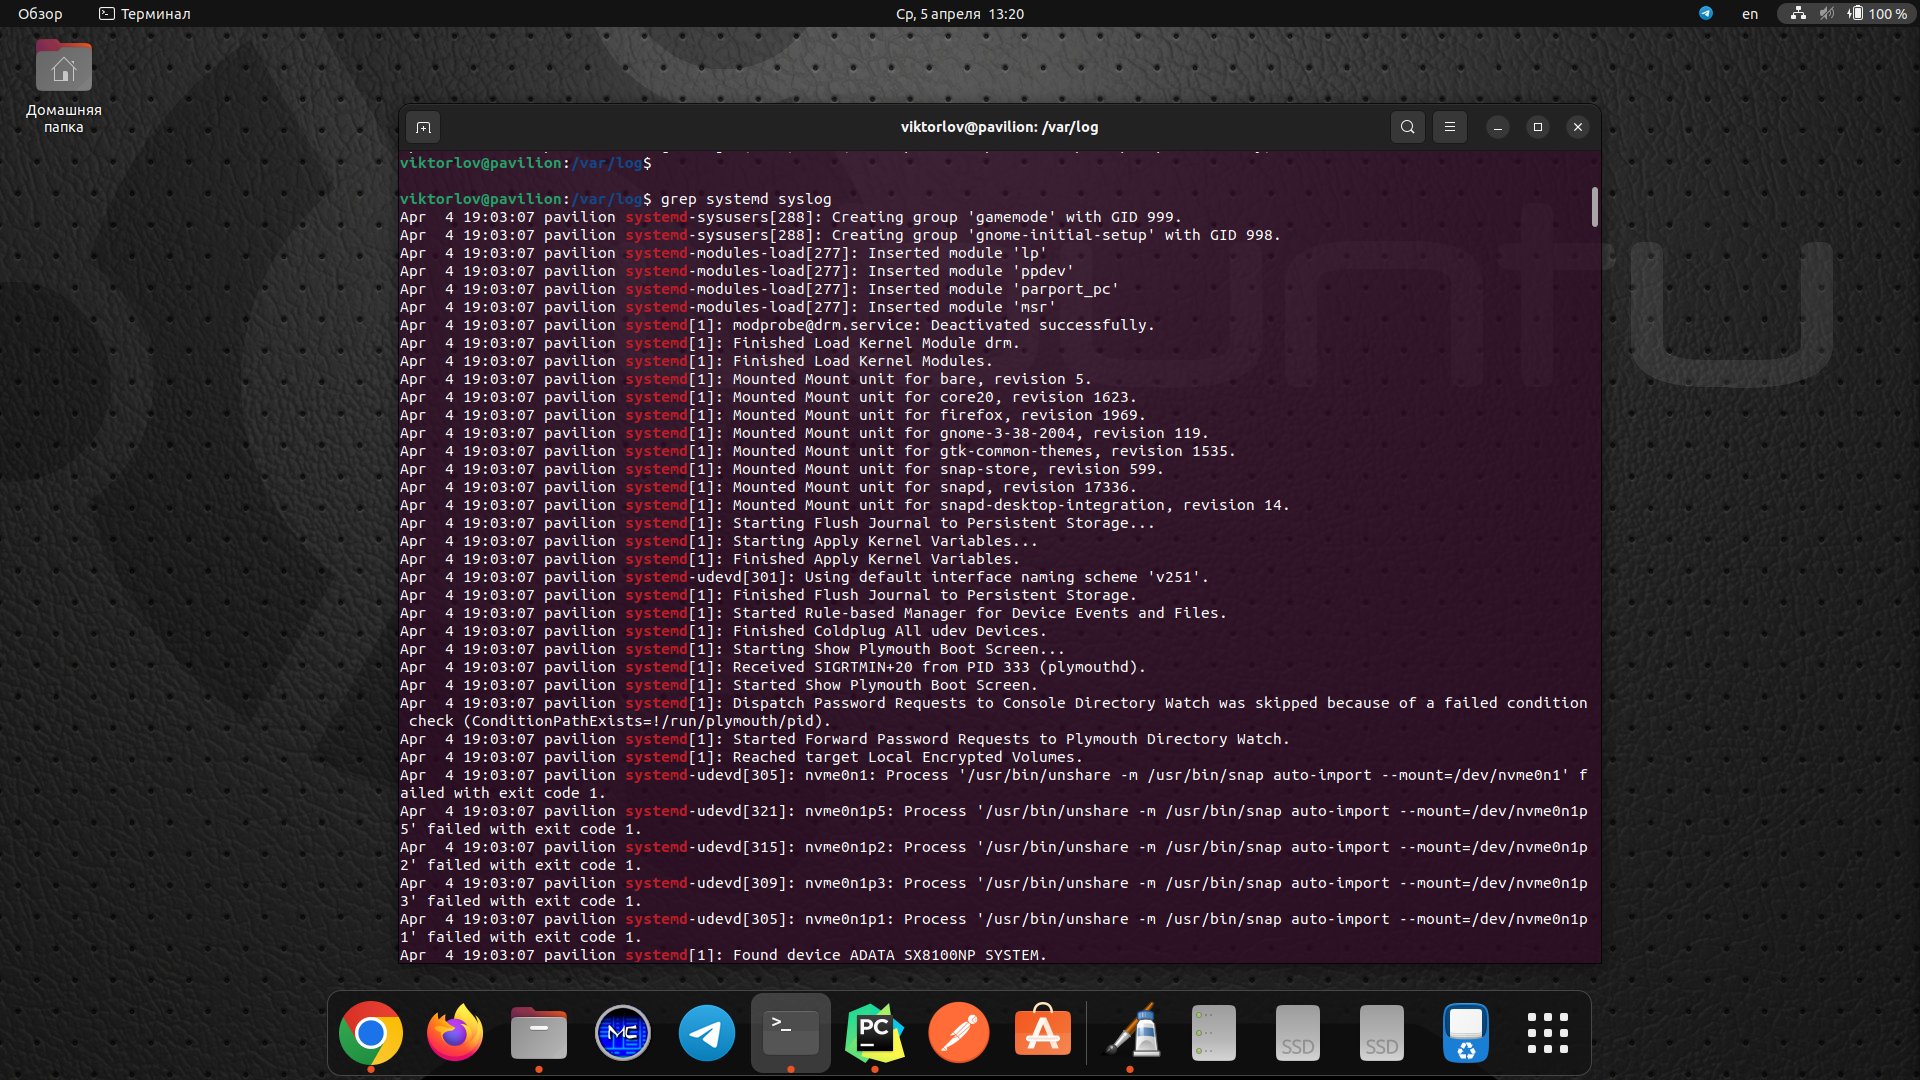 Обзор Терминал Ср, 5 апреля 13:20 en 100 %
Домашняя
папка
viktorlov@pavilion: /var/log
viktorlov@pavilion:/var/log$
viktorlov@pavilion:/var/log$ grep systemd syslog
Apr  4 19:03:07 pavilion systemd-sysusers[288]: Creating group 'gamemode' with GID 999.
Apr  4 19:03:07 pavilion systemd-sysusers[288]: Creating group 'gnome-initial-setup' with GID 998.
Apr  4 19:03:07 pavilion systemd-modules-load[277]: Inserted module 'lp'
Apr  4 19:03:07 pavilion systemd-modules-load[277]: Inserted module 'ppdev'
Apr  4 19:03:07 pavilion systemd-modules-load[277]: Inserted module 'parport_pc'
Apr  4 19:03:07 pavilion systemd-modules-load[277]: Inserted module 'msr'
Apr  4 19:03:07 pavilion systemd[1]: modprobe@drm.service: Deactivated successfully.
Apr  4 19:03:07 pavilion systemd[1]: Finished Load Kernel Module drm.
Apr  4 19:03:07 pavilion systemd[1]: Finished Load Kernel Modules.
Apr  4 19:03:07 pavilion systemd[1]: Mounted Mount unit for bare, revision 5.
Apr  4 19:03:07 pavilion systemd[1]: Mounted Mount unit for core20, revision 1623.
Apr  4 19:03:07 pavilion systemd[1]: Mounted Mount unit for firefox, revision 1969.
Apr  4 19:03:07 pavilion systemd[1]: Mounted Mount unit for gnome-3-38-2004, revision 119.
Apr  4 19:03:07 pavilion systemd[1]: Mounted Mount unit for gtk-common-themes, revision 1535.
Apr  4 19:03:07 pavilion systemd[1]: Mounted Mount unit for snap-store, revision 599.
Apr  4 19:03:07 pavilion systemd[1]: Mounted Mount unit for snapd, revision 17336.
Apr  4 19:03:07 pavilion systemd[1]: Mounted Mount unit for snapd-desktop-integration, revision 14.
Apr  4 19:03:07 pavilion systemd[1]: Starting Flush Journal to Persistent Storage...
Apr  4 19:03:07 pavilion systemd[1]: Starting Apply Kernel Variables...
Apr  4 19:03:07 pavilion systemd[1]: Finished Apply Kernel Variables.
Apr  4 19:03:07 pavilion systemd-udevd[301]: Using default interface naming scheme 'v251'.
Apr  4 19:03:07 pavilion systemd[1]: Finished Flush Journal to Persistent Storage.
Apr  4 19:03:07 pavilion systemd[1]: Started Rule-based Manager for Device Events and Files.
Apr  4 19:03:07 pavilion systemd[1]: Finished Coldplug All udev Devices.
Apr  4 19:03:07 pavilion systemd[1]: Starting Show Plymouth Boot Screen...
Apr  4 19:03:07 pavilion systemd[1]: Received SIGRTMIN+20 from PID 333 (plymouthd).
Apr  4 19:03:07 pavilion systemd[1]: Started Show Plymouth Boot Screen.
Apr  4 19:03:07 pavilion systemd[1]: Dispatch Password Requests to Console Directory Watch was skipped because of a failed condition
 check (ConditionPathExists=!/run/plymouth/pid).
Apr  4 19:03:07 pavilion systemd[1]: Started Forward Password Requests to Plymouth Directory Watch.
Apr  4 19:03:07 pavilion systemd[1]: Reached target Local Encrypted Volumes.
Apr  4 19:03:07 pavilion systemd-udevd[305]: nvme0n1: Process '/usr/bin/unshare -m /usr/bin/snap auto-import --mount=/dev/nvme0n1' f
ailed with exit code 1.
Apr  4 19:03:07 pavilion systemd-udevd[321]: nvme0n1p5: Process '/usr/bin/unshare -m /usr/bin/snap auto-import --mount=/dev/nvme0n1p
5' failed with exit code 1.
Apr  4 19:03:07 pavilion systemd-udevd[315]: nvme0n1p2: Process '/usr/bin/unshare -m /usr/bin/snap auto-import --mount=/dev/nvme0n1p
2' failed with exit code 1.
Apr  4 19:03:07 pavilion systemd-udevd[309]: nvme0n1p3: Process '/usr/bin/unshare -m /usr/bin/snap auto-import --mount=/dev/nvme0n1p
3' failed with exit code 1.
Apr  4 19:03:07 pavilion systemd-udevd[305]: nvme0n1p1: Process '/usr/bin/unshare -m /usr/bin/snap auto-import --mount=/dev/nvme0n1p
1' failed with exit code 1.
Apr  4 19:03:07 pavilion systemd[1]: Found device ADATA SX8100NP SYSTEM.
MC >_ PC SSD SSD